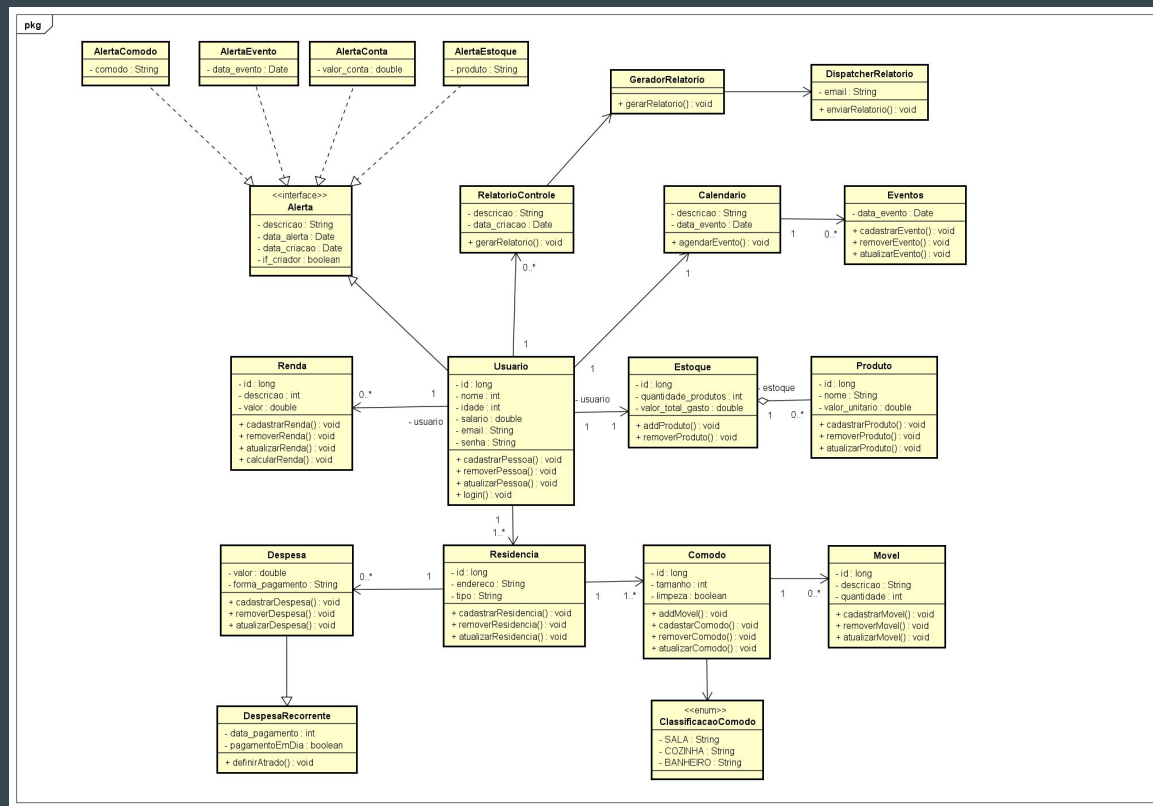 pkg
AlertaComodo
- comodo : String
AlertaEvento
- data_evento : Date
AlertaConta
- valor_conta : double
AlertaEstoque
- produto : String
GeradorRelatorio
+ gerarRelatorio() : void
DispatcherRelatorio
- email : String
+ enviarRelatorio() : void
<<interface>>
Alerta
- descricao : String
- data_alerta : Date
- data_criacao : Date
- if_criador : boolean
RelatorioControle
- descricao : String
- data_criacao : Date
+ gerarRelatorio() : void
0..*
1
Calendario
- descricao : String
- data_evento : Date
+ agendarEvento() : void
1
1
1
0..*
Eventos
- data_evento : Date
+ cadastrarEvento() : void
+ removerEvento() : void
+ atualizarEvento() : void
Renda
- id : long
- descricao : int
- valor : double
+ cadastrarRenda() : void
+ removerRenda() : void
+ atualizarRenda() : void
+ calcularRenda() : void
0..*
1
- usuario
Usuario
- id : long
- nome : int
- idade : int
- salario : double
- email : String
- senha : String
+ cadastrarPessoa() : void
+ removerPessoa() : void
+ atualizarPessoa() : void
+ login() : void
- usuario
1
1
Estoque
- id : long
- quantidade_produtos : int
- valor_total_gasto : double
+ addProduto() : void
+ removerProduto() : void
- estoque
1
0..*
Produto
- id : long
- nome : String
- valor_unitario : double
+ cadastrarProduto() : void
+ removerProduto() : void
+ atualizarProduto() : void
1
1..*
Despesa
- valor : double
- forma_pagamento : String
+ cadastrarDespesa() : void
+ removerDespesa() : void
+ atualizarDespesa() : void
0..*
1
Residencia
- id : long
- endereco : String
- tipo : String
+ cadastrarResidencia() : void
+ removerResidencia() : void
+ atualizarResidencia() : void
1
1..*
Comodo
- id : long
- tamanho : int
- limpeza : boolean
+ addMovel() : void
+ cadastarComodo() : void
+ removerComodo() : void
+ atualizarComodo() : void
1
0..*
Movel
- id : long
- descricao : String
- quantidade : int
+ cadastrarMovel() : void
+ removerMovel() : void
+ atualizarMovel() : void
DespesaRecorrente
- data_pagamento : int
- pagamentoEmDia : boolean
+ definirAtrado() : void
<<enum>>
ClassificacaoComodo
- SALA : String
- COZINHA : String
- BANHEIRO : String